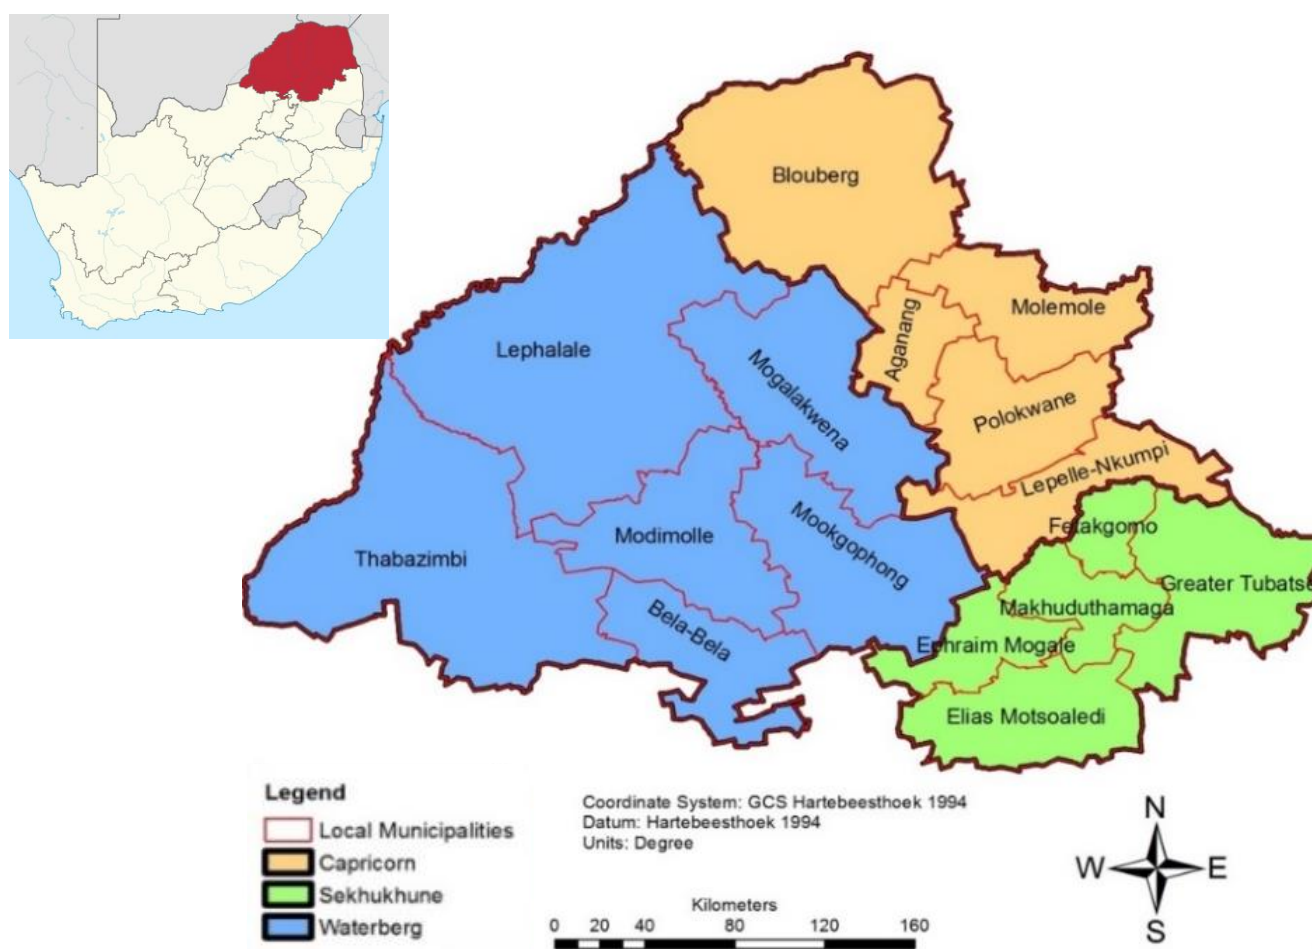 Blouberg
Molemole
Aganang
Lephalale
Mogalakwena
Polokwane
Lepelle-Nkumpi
Fetakgomo
Modimolle
Mookgophong
Thabazimbi
Greater Tubatse
Makhuduthamaga
Bela-Bela
Ephraim Mogale
Elias Motsoaledi
Legend
Local Municipalities
Capricorn
Sekhukhune
Waterberg
Coordinate System: GCS Hartebeesthoek 1994
Datum: Hartebeesthoek 1994
Units: Degree
Kilometers
0 20 40 80 120 160
N
W E
S